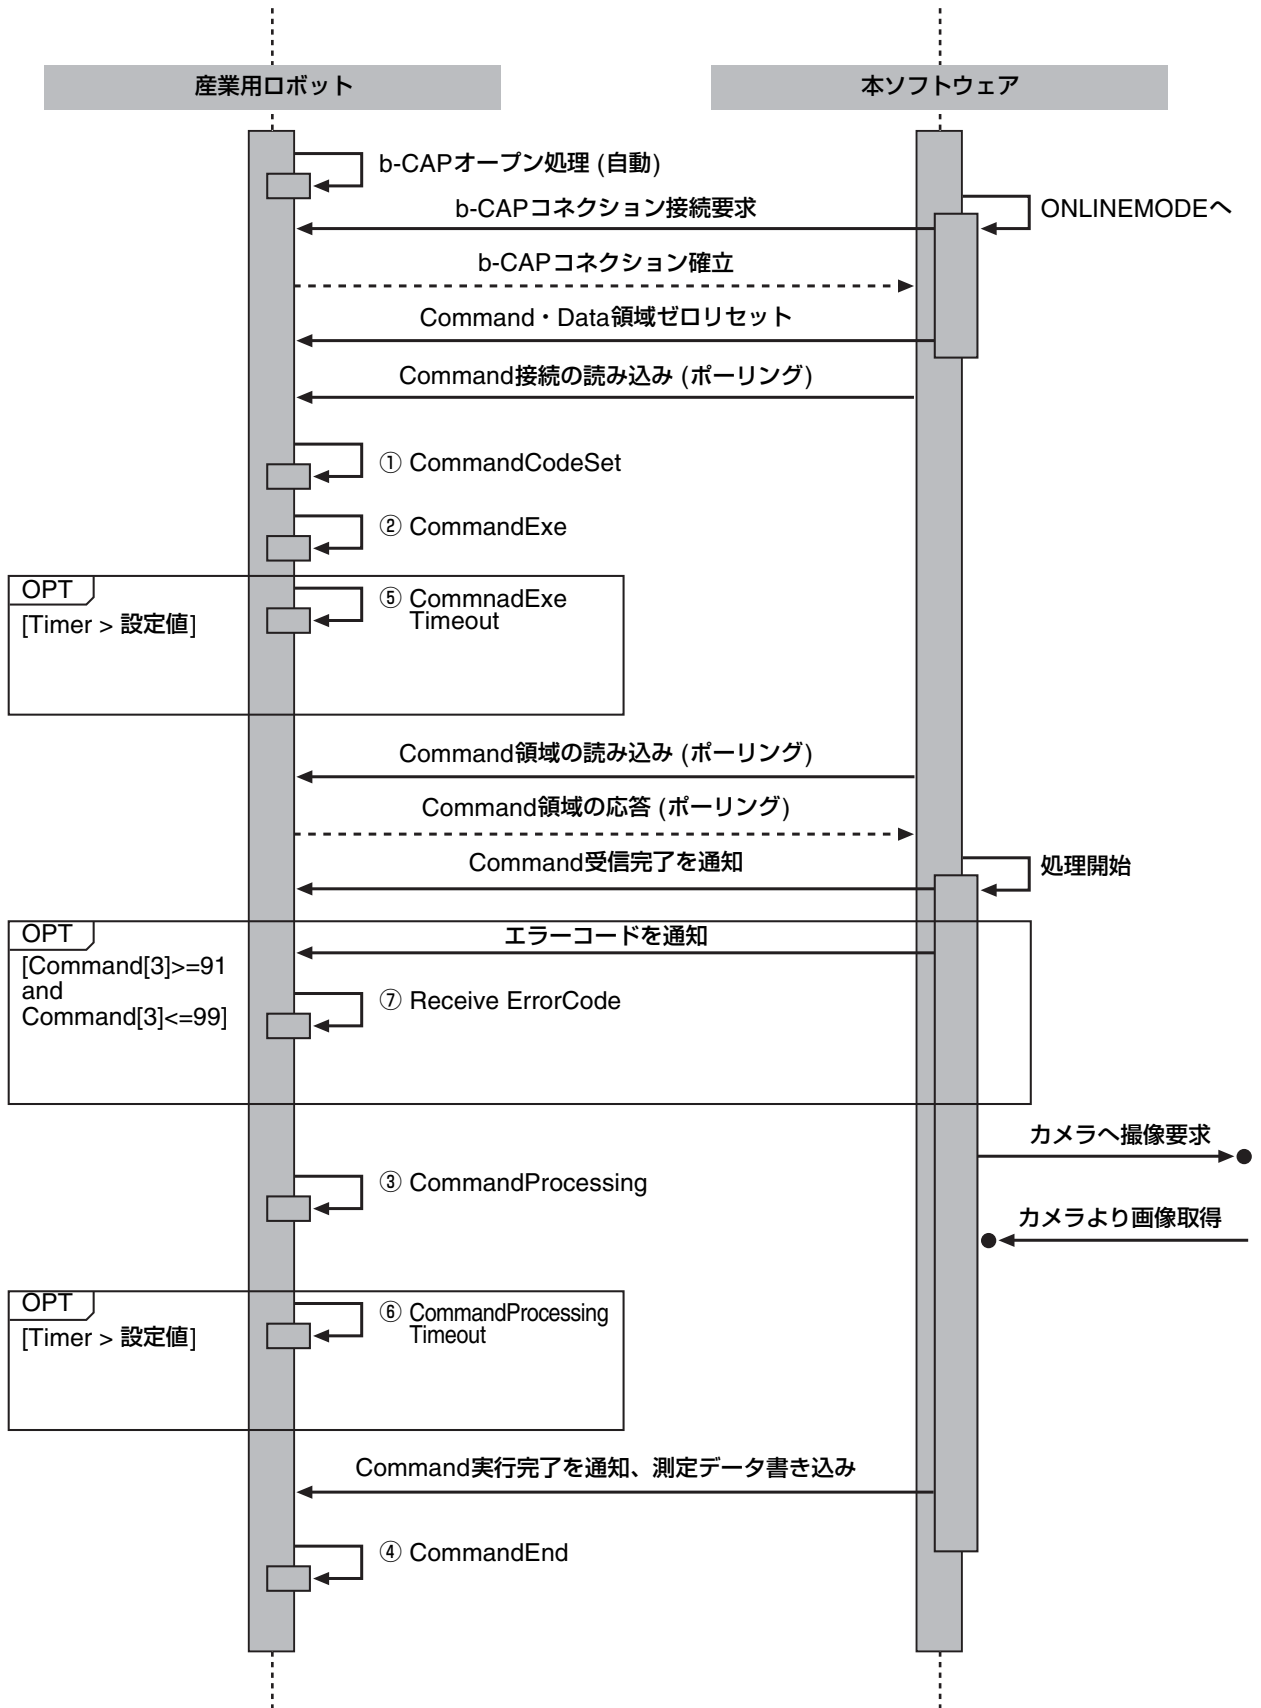 産業用ロボット
本ソフトウェア
b-CAPオープン処理 (自動)
b-CAPコネクション接続要求
ONLINEMODEへ
b-CAPコネクション確立
Command・Data領域ゼロリセット
Command接続の読み込み (ポーリング)
① CommandCodeSet
② CommandExe
OPT
[Timer > 設定値]
⑤ CommnadExe
Timeout
Command領域の読み込み (ポーリング)
Command領域の応答 (ポーリング)
Command受信完了を通知
処理開始
OPT
エラーコードを通知
[Command[3]>=91
and
Command[3]<=99]
⑦ Receive ErrorCode
カメラへ撮像要求
③ CommandProcessing
カメラより画像取得
OPT
[Timer > 設定値]
⑥ CommandProcessing
Timeout
Command実行完了を通知、測定データ書き込み
④ CommandEnd